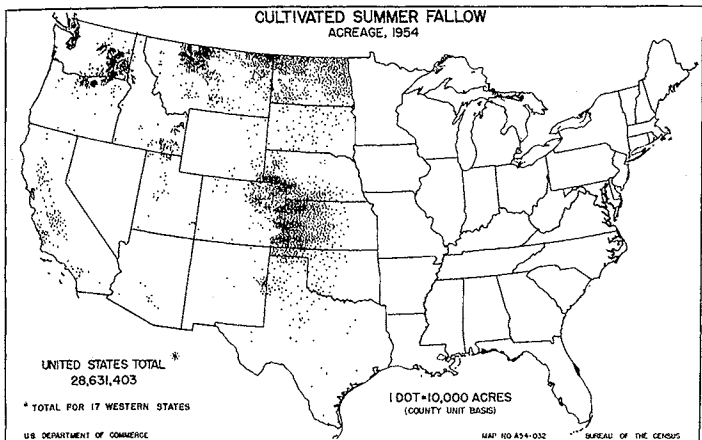 CULTIVATED SUMMER FALLOW
ACREAGE, 1954
UNITED STATES TOTAL *
28,631,403
* TOTAL FOR 17 WESTERN STATES
1 DOT=10,000 ACRES
(COUNTY UNIT BASIS)
U.S. DEPARTMENT OF COMMERCE
MAP NO A54-032
BUREAU OF THE CENSUS